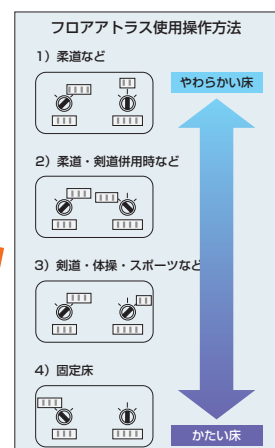 フロアアトラス使用操作方法
1）柔道など
やわらかい床
2）柔道・剣道併用時など
3）剣道・体操・スポーツなど
4）固定床
かたい床